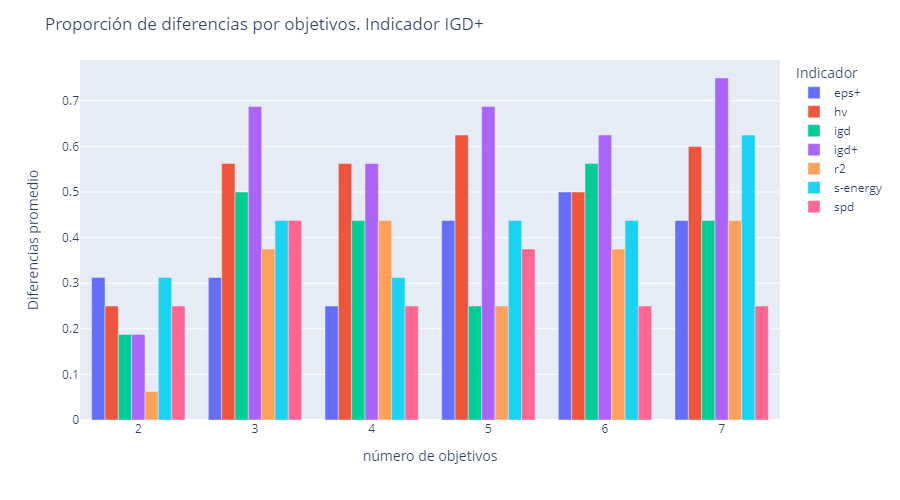 Proporción de diferencias por objetivos. Indicador IGD+
Diferencias promedio
0.7
0.6
0.5
0.4
0.3
0.2
0.1
0
2
3
4
5
6
7
número de objetivos
Indicador
eps+
hv
igd
igd+
r2
s-energy
spd